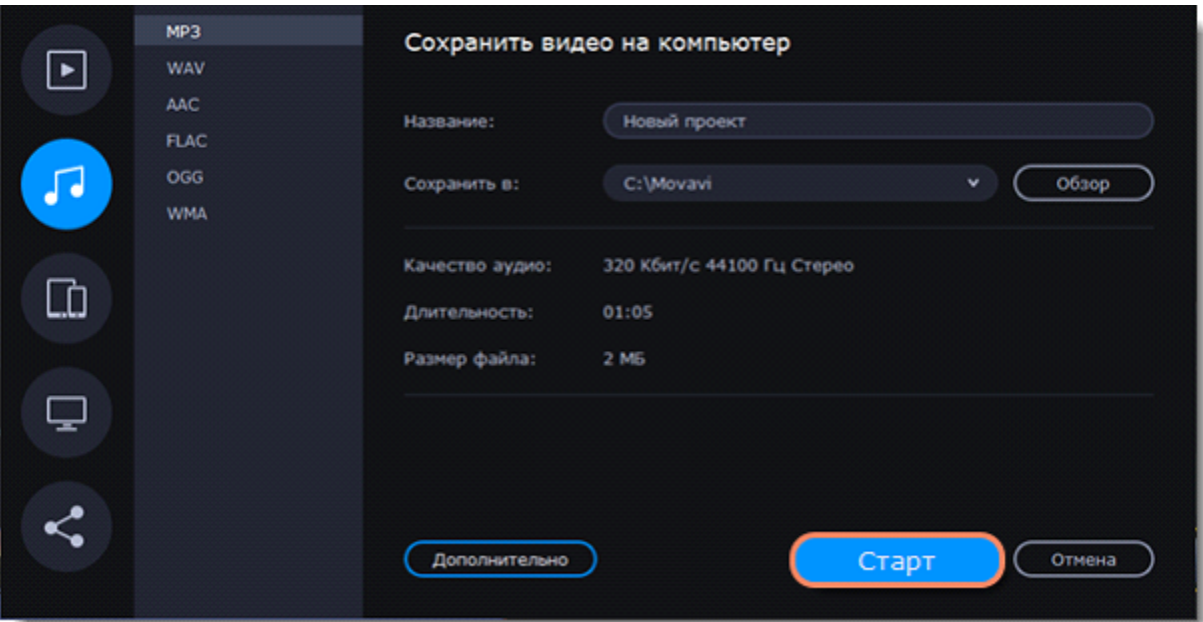 MP3
WAV
AAC
FLAC
OGG
WMA
Сохранить видео на компьютер
Название: Новый проект
Сохранить в: C:\Movavi Обзор
Качество аудио: 320 Кбит/с 44100 Гц Стерео
Длительность: 01:05
Размер файла: 2 МБ
Дополнительно Старт Отмена